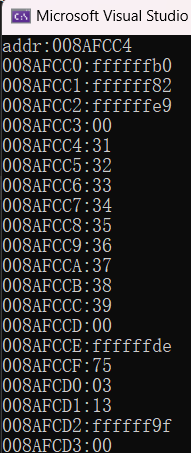 Microsoft Visual Studio
addr:008AFCC4
008AFCC0:ffffffb0
008AFCC1:ffffff82
008AFCC2:ffffffe9
008AFCC3:00
008AFCC4:31
008AFCC5:32
008AFCC6:33
008AFCC7:34
008AFCC8:35
008AFCC9:36
008AFCCA:37
008AFCCB:38
008AFCCC:39
008AFCCD:00
008AFCCE:ffffffde
008AFCCF:75
008AFCD0:03
008AFCD1:13
008AFCD2:ffffff9f
008AFCD3:00